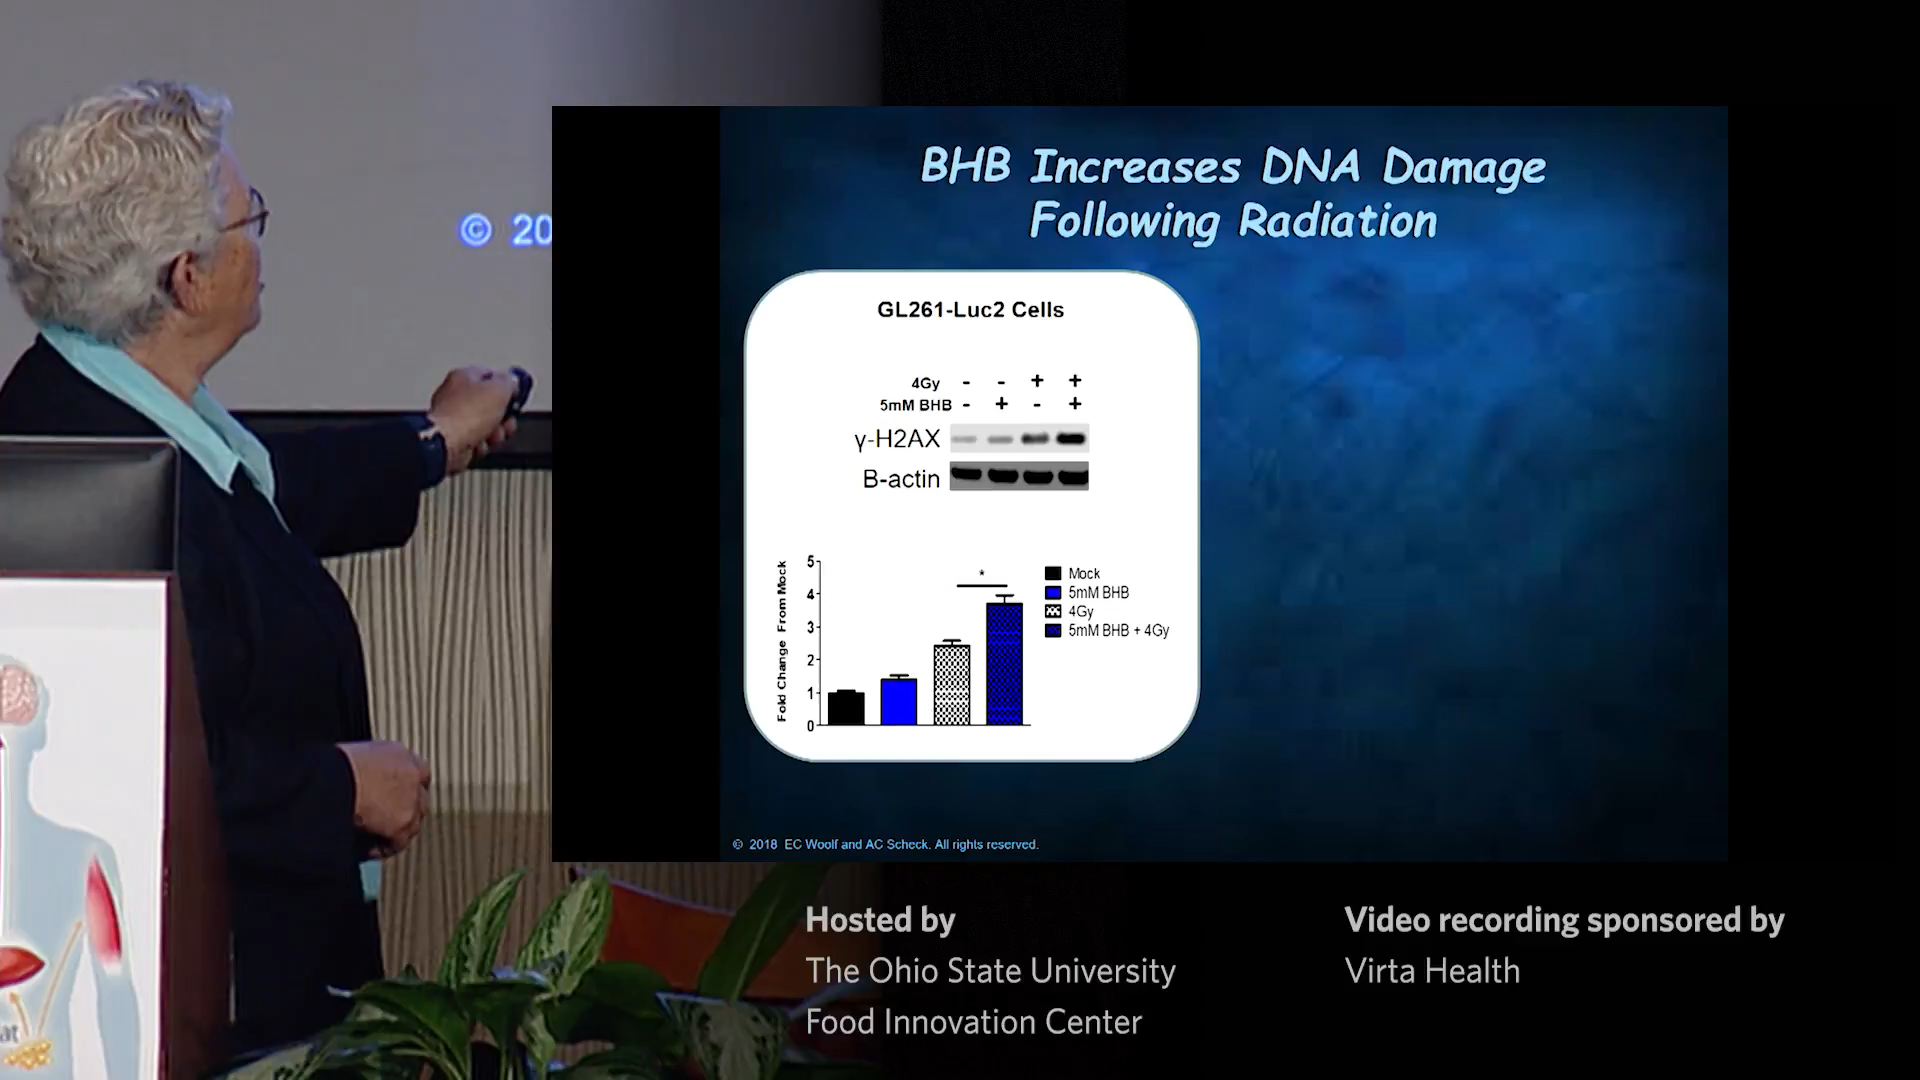 © 20
BHB Increases DNA Damage
Following Radiation
GL261-Luc2 Cells
4Gy - - + +
5mM BHB - + - +
γ-H2AX
B-actin
Fold Change From Mock
5
4
3
2
1
0
*
Mock
5mM BHB
4Gy
5mM BHB + 4Gy
© 2018 EC Woolf and AC Scheck. All rights reserved.
Hosted by
The Ohio State University
Food Innovation Center
Video recording sponsored by
Virta Health
at